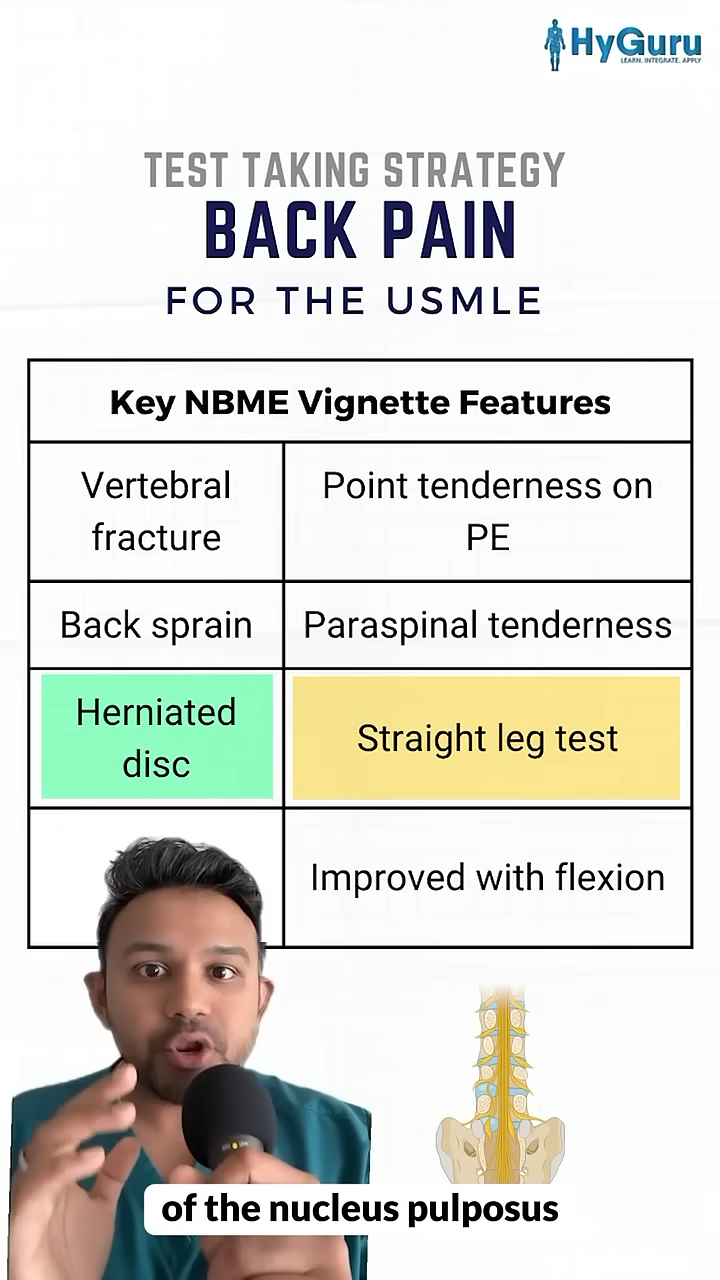 HyGuru
LEARN. INTEGRATE. APPLY
TEST TAKING STRATEGY
BACK PAIN
FOR THE USMLE
Key NBME Vignette Features
Vertebral
fracture
Point tenderness on
PE
Back sprain
Paraspinal tenderness
Herniated
disc
Straight leg test
Improved with flexion
of the nucleus pulposus